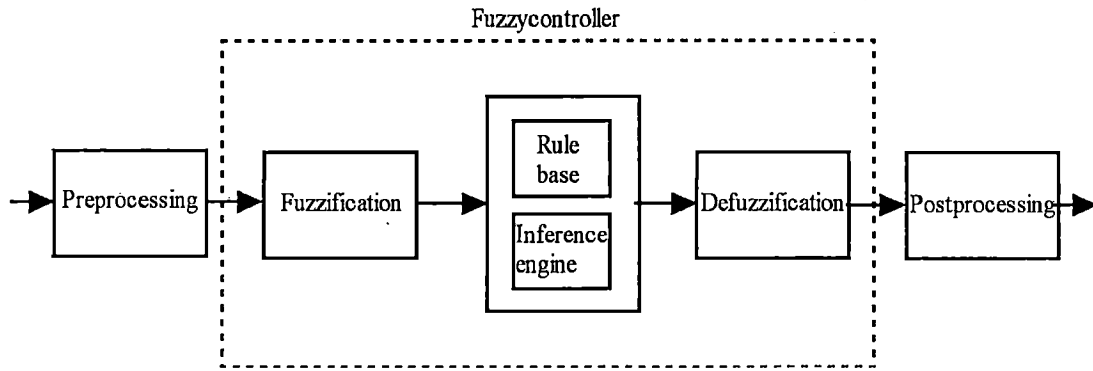 Fuzzycontroller
Preprocessing
Fuzzification
Rule
base
Inference
engine
Defuzzification
Postprocessing